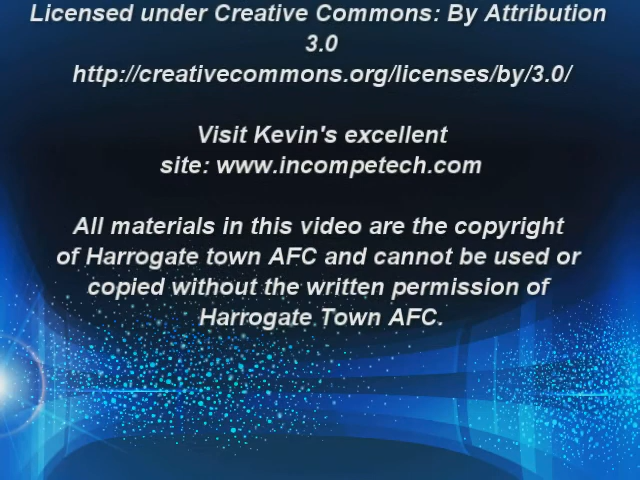 Licensed under Creative Commons: By Attribution
3.0
http://creativecommons.org/licenses/by/3.0/
Visit Kevin's excellent
site: www.incompetech.com
All materials in this video are the copyright
of Harrogate town AFC and cannot be used or
copied without the written permission of
Harrogate Town AFC.